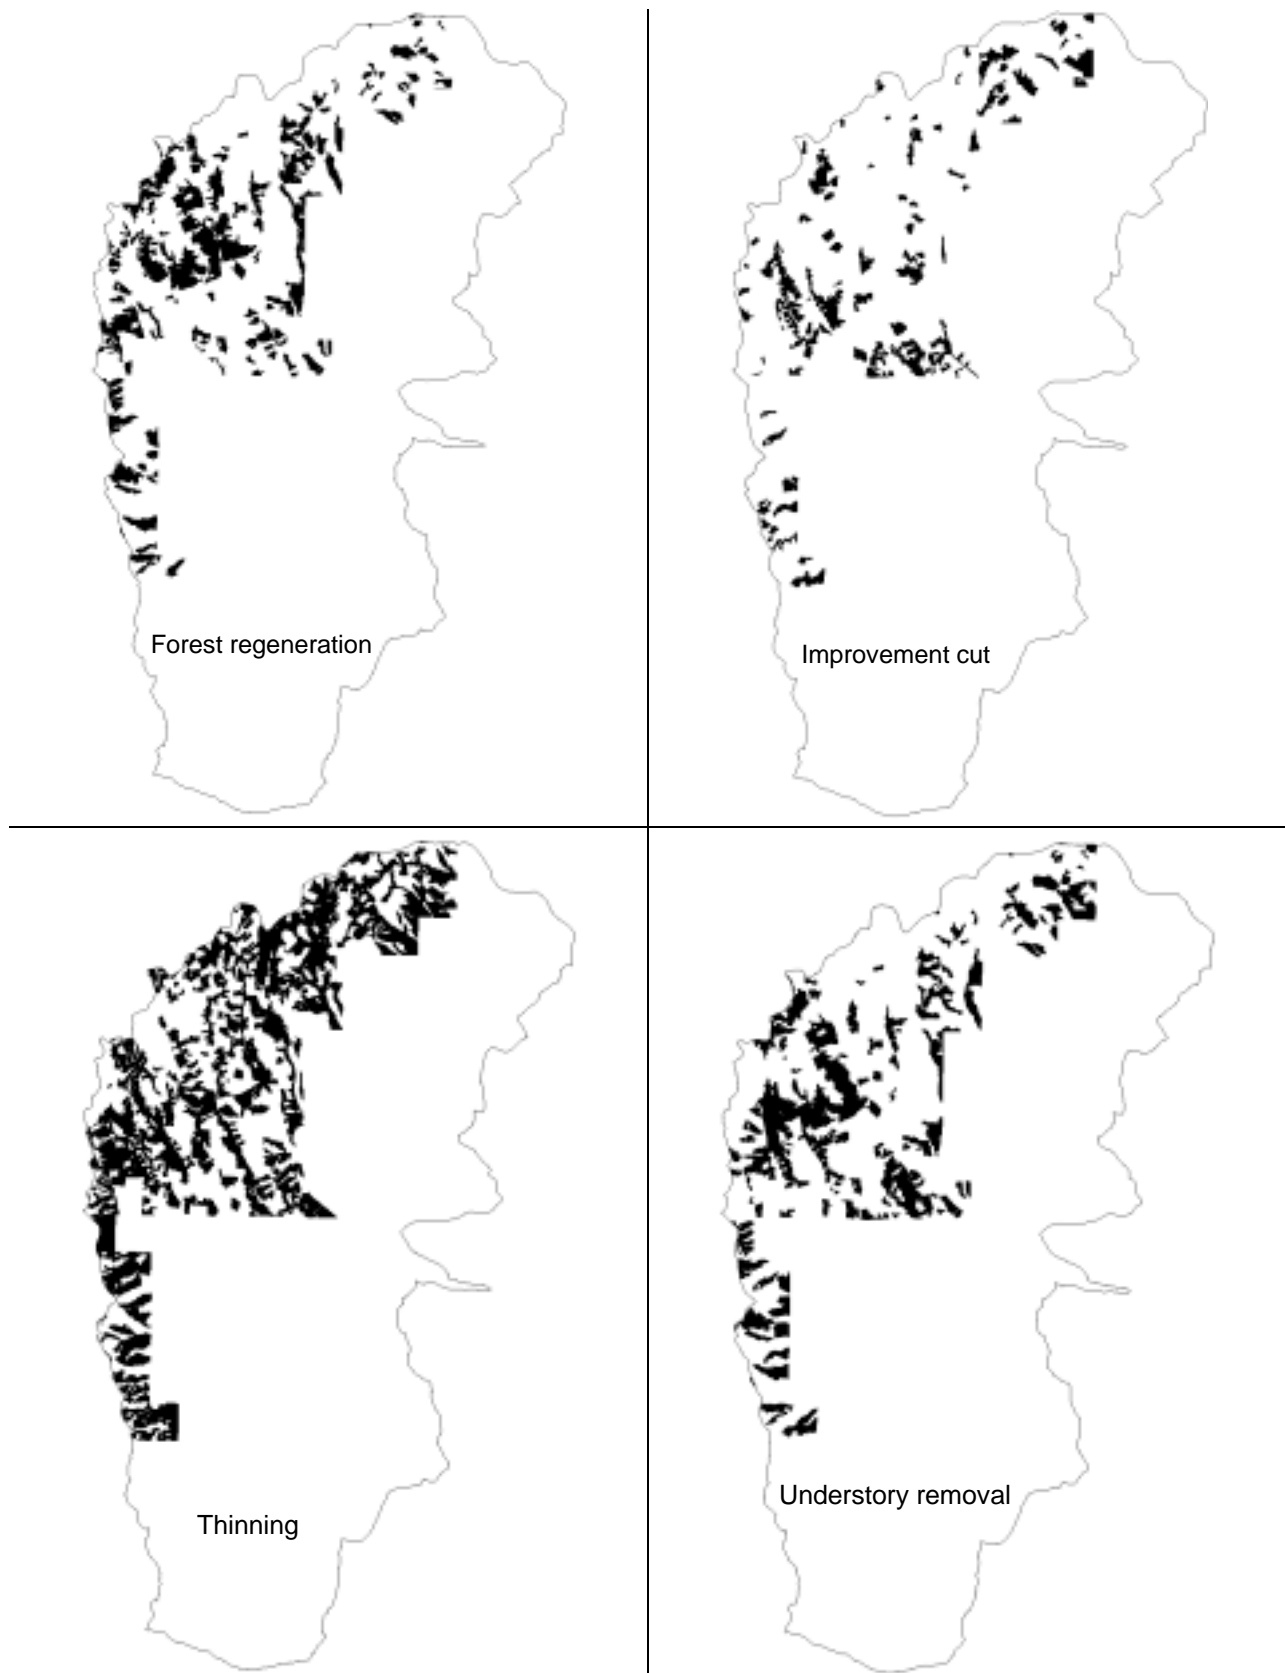 Forest regeneration
Improvement cut
Thinning
Understory removal